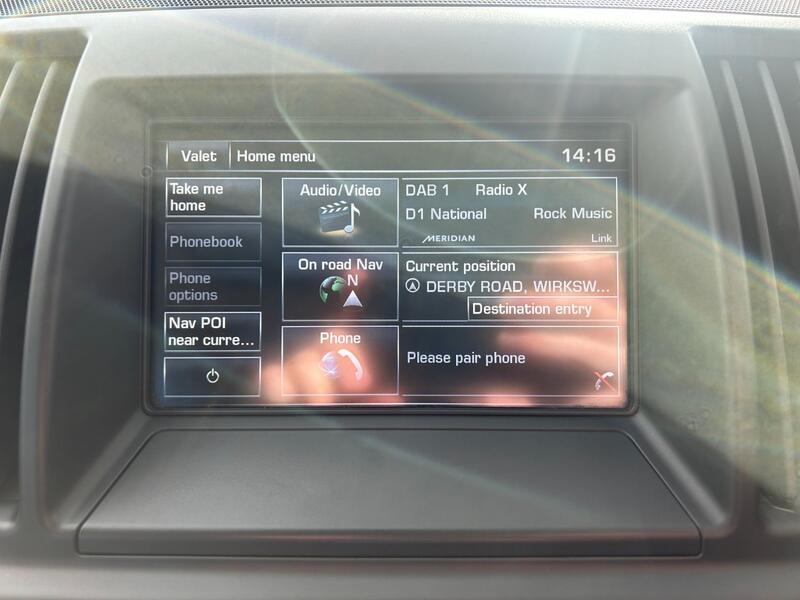 Valet
Home menu
14:16
Take me
home
Phonebook
Phone
options
Nav POI
near curre...
Audio/Video
DAB 1
Radio X
D1 National
Rock Music
MERIDIAN
Link
On road Nav
N
Current position
DERBY ROAD, WIRKSW...
Destination entry
Phone
Please pair phone